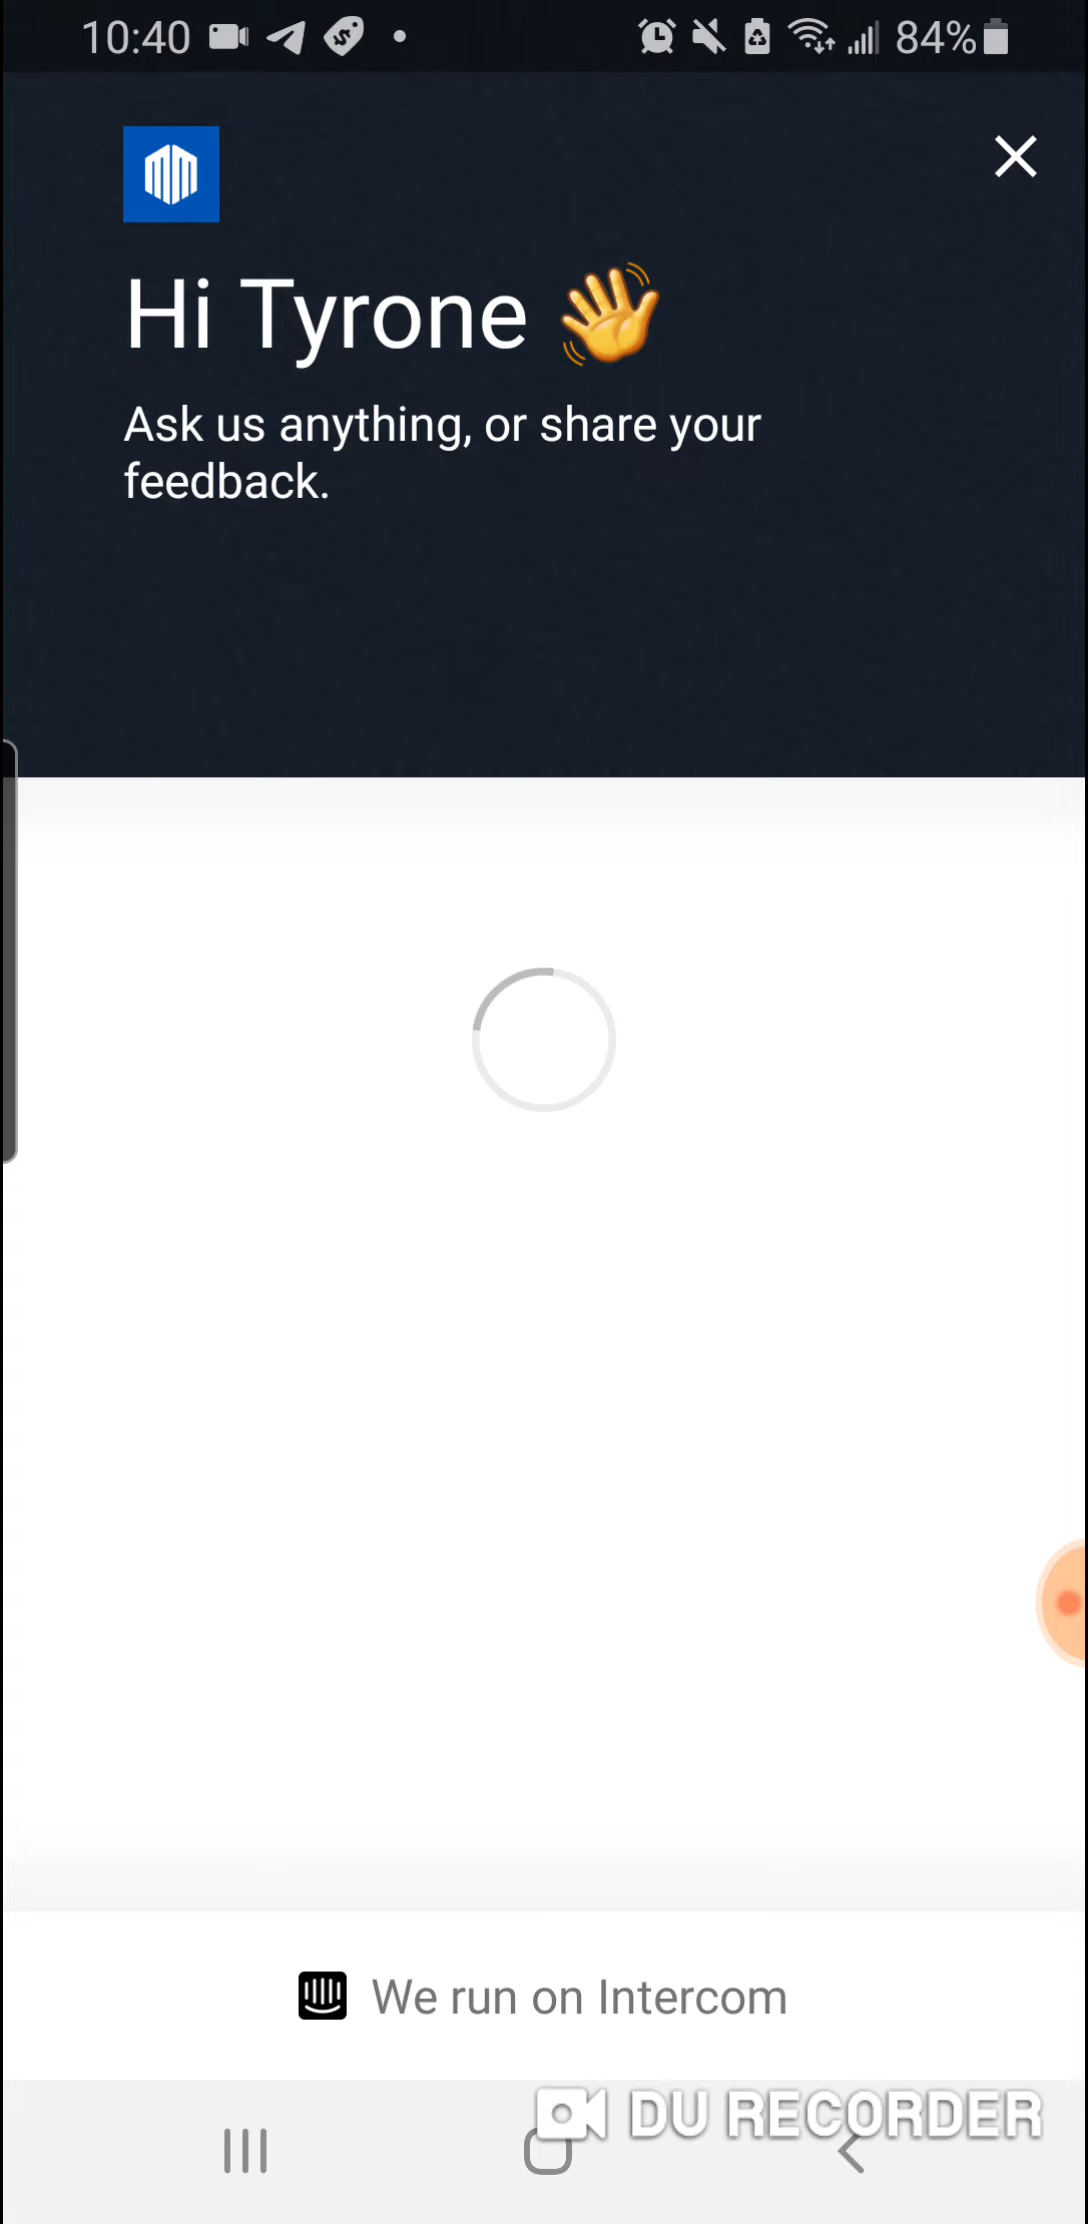 10:40 84%
Hi Tyrone 👋
Ask us anything, or share your
feedback.
We run on Intercom
DU RECORDER